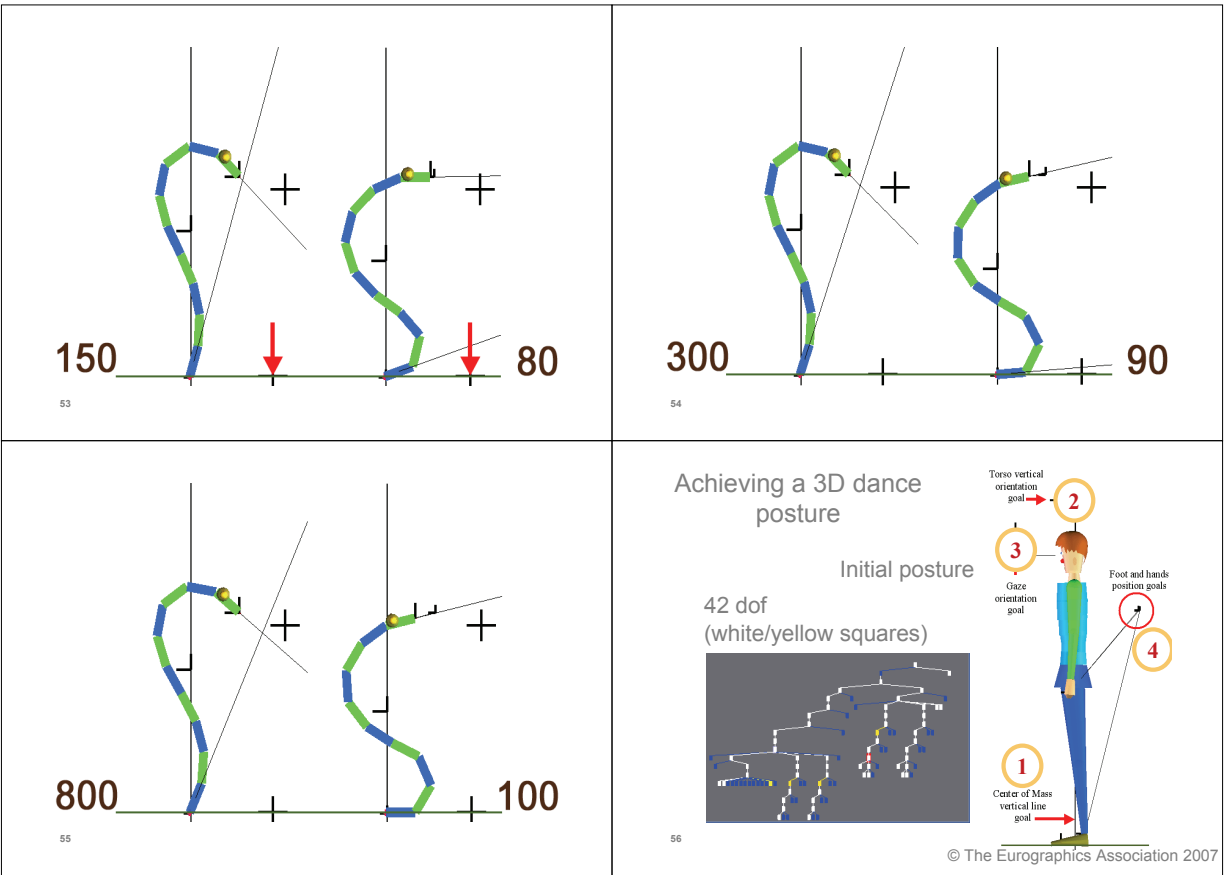 150
80
53
300
90
54
800
100
55
Achieving a 3D dance
posture
Initial posture
42 dof
(white/yellow squares)
Torso vertical
orientation
goal
2
3
Gaze
orientation
goal
Foot and hands
position goals
4
1
Center of Mass
vertical line
goal
56
© The Eurographics Association 2007